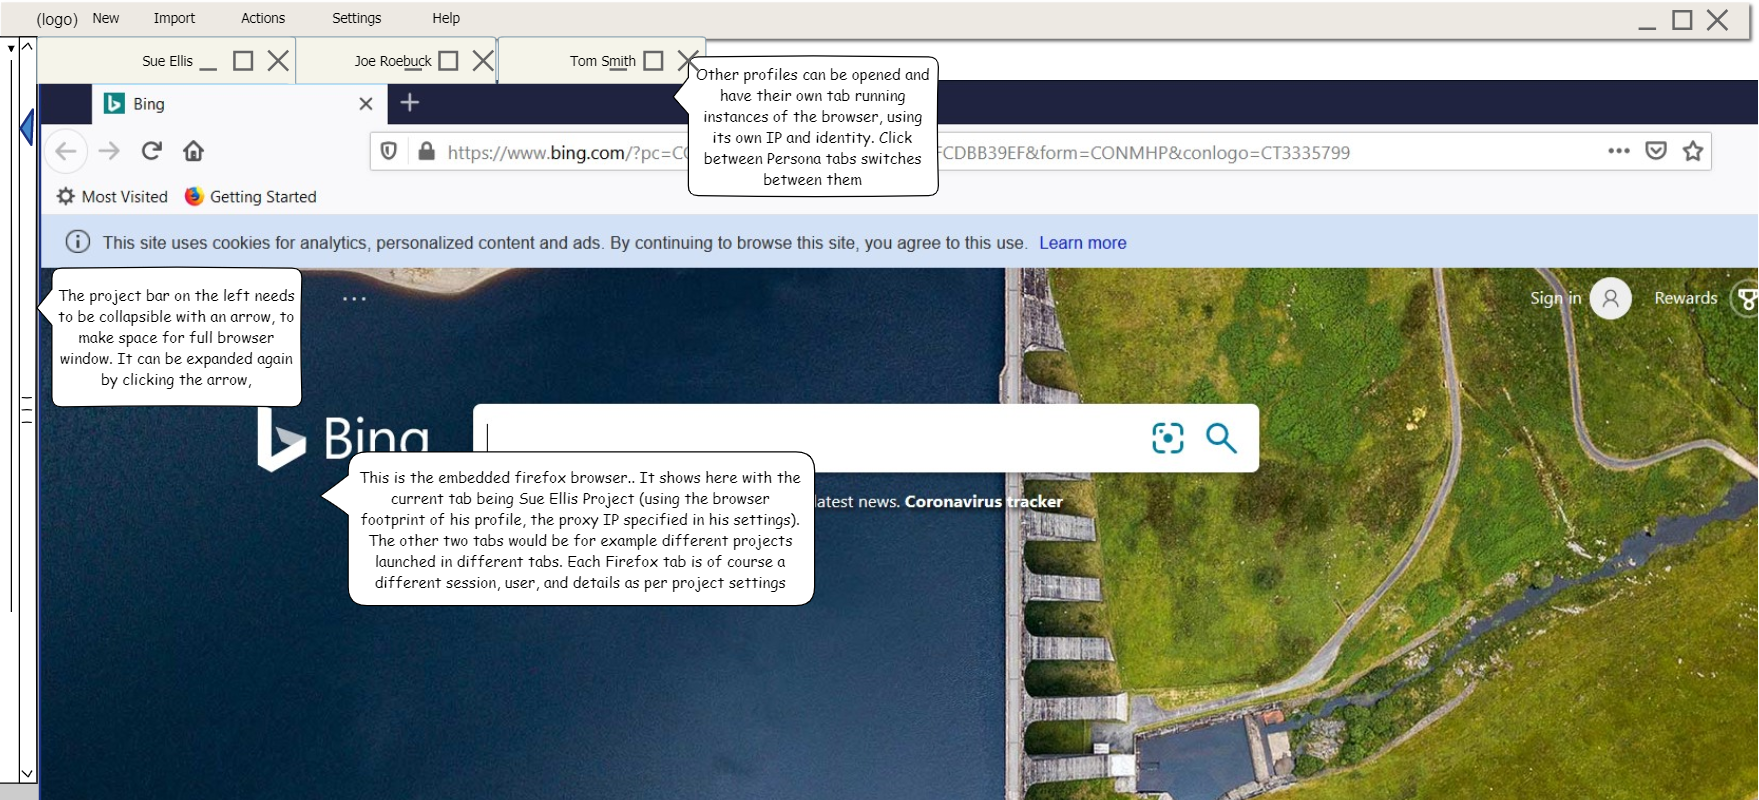 (logo) New Import Actions Settings Help
Sue Ellis Joe Roebuck Tom Smith
Other profiles can be opened and
have their own tab running
instances of the browser, using
its own IP and identity. Click
between Persona tabs switches
between them
Bing
https://www.bing.com/?pc=C FCDBB39EF&form=CONMHP&conlogo=CT3335799
Most Visited Getting Started
This site uses cookies for analytics, personalized content and ads. By continuing to browse this site, you agree to this use. Learn more
The project bar on the left needs
to be collapsible with an arrow, to
make space for full browser
window. It can be expanded again
by clicking the arrow,
Sign in Rewards
Bing
This is the embedded firefox browser.. It shows here with the
current tab being Sue Ellis Project (using the browser
footprint of his profile, the proxy IP specified in his settings).
The other two tabs would be for example different projects
launched in different tabs. Each Firefox tab is of course a
different session, user, and details as per project settings
latest news. Coronavirus tracker